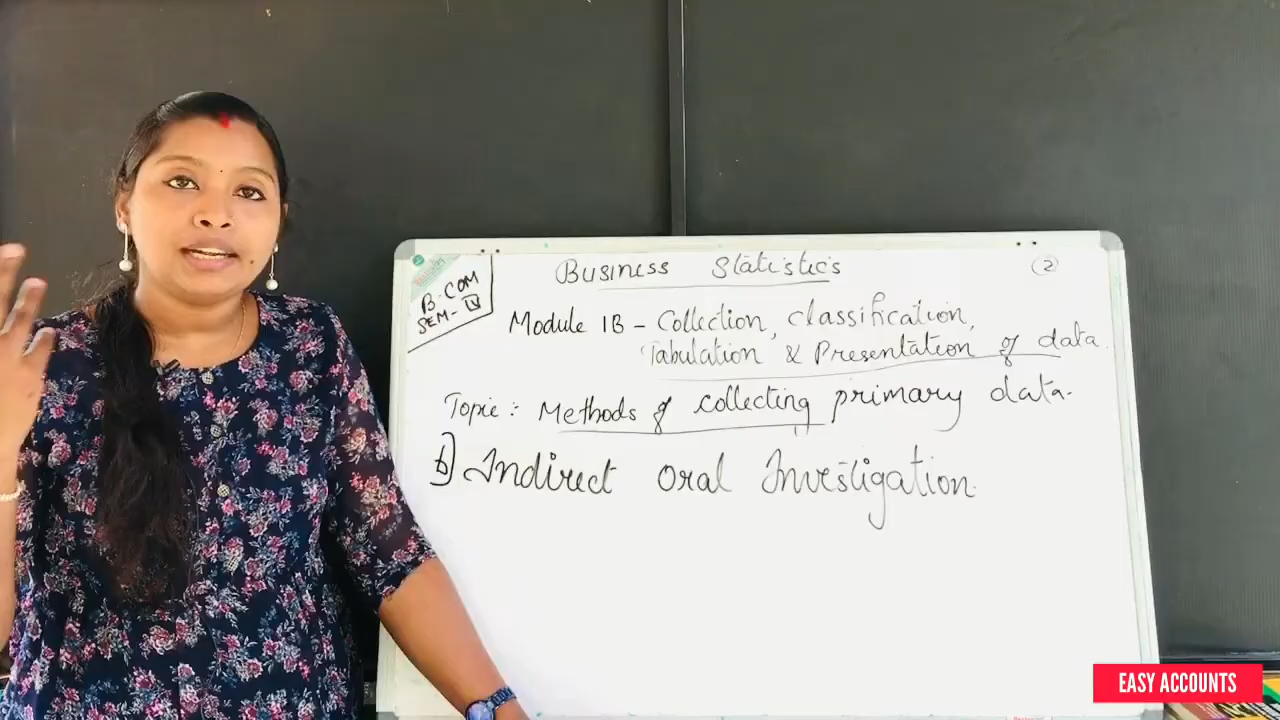 B.COM
SEM-IV
Business Statistics
2
Module 1B - Collection, classification,
Tabulation & Presentation of data.
Topic : Methods of collecting primary data.
b) Indirect Oral Investigation.
EASY ACCOUNTS